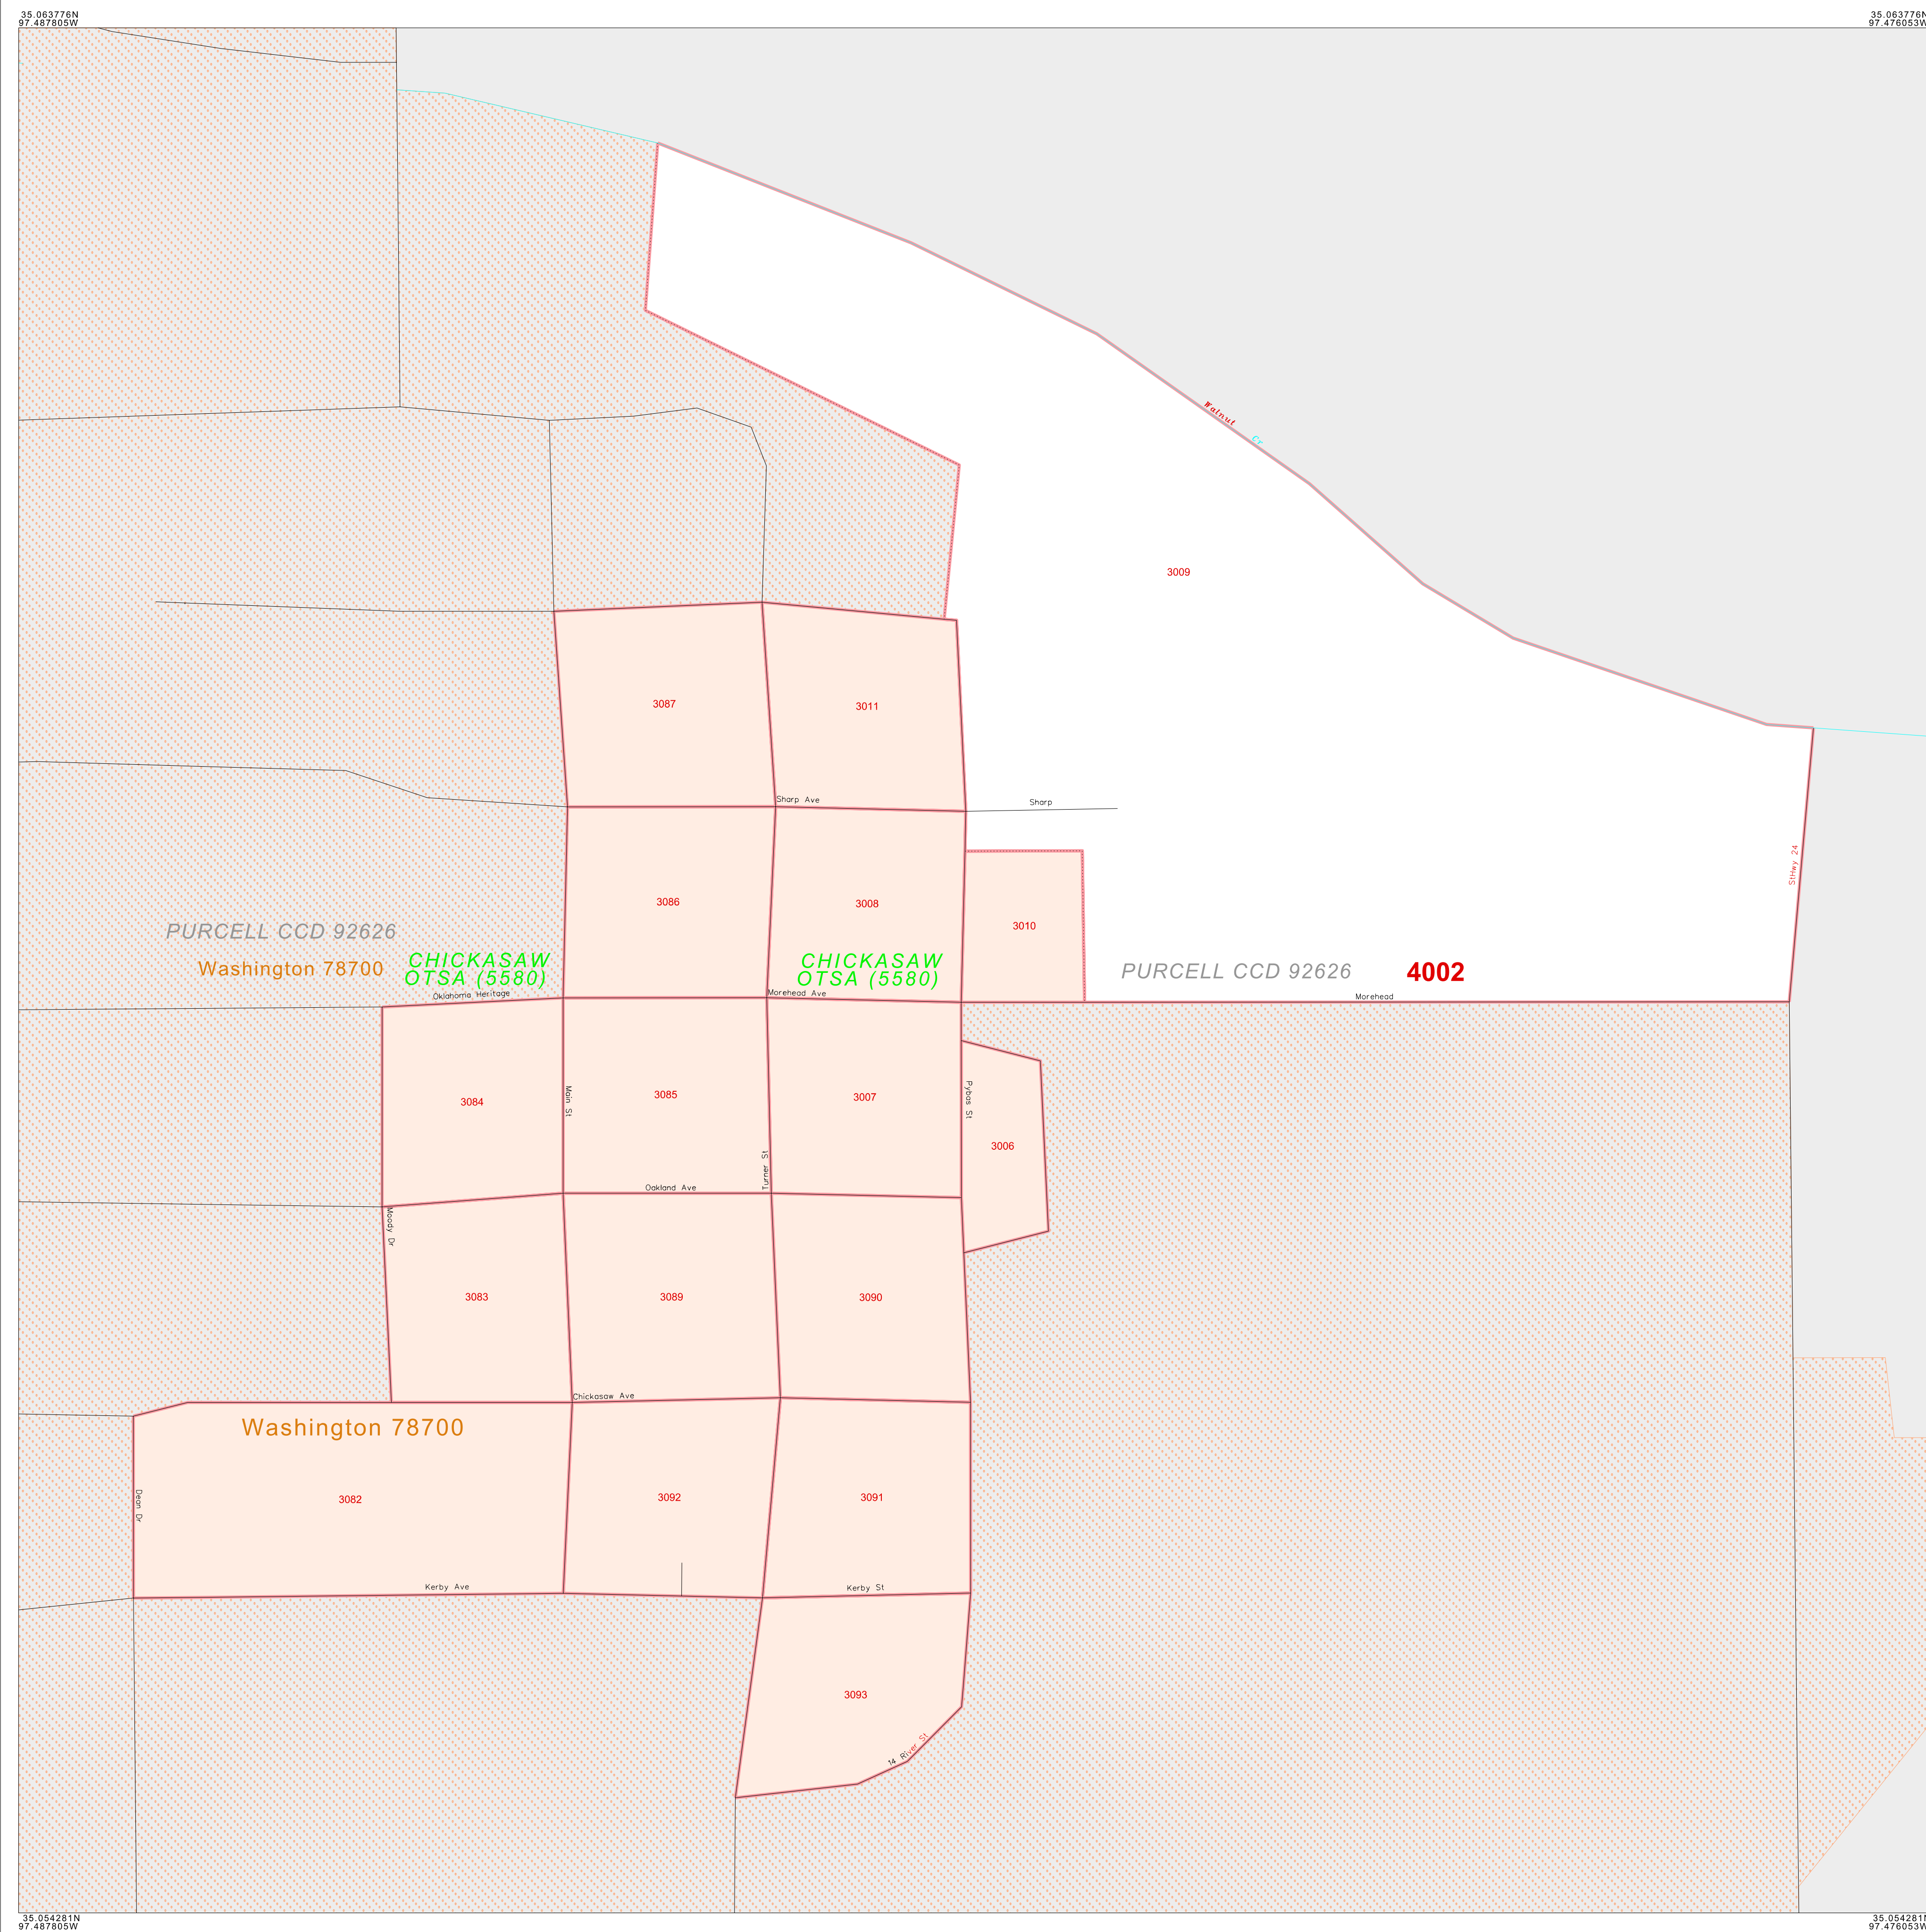 35.063776N
97.487805W
35.063776N
97.476053W
Walnut Cr
3009
3087
3011
Sharp Ave
Sharp
StHwy 24
3086
3008
3010
PURCELL CCD 92626
Washington 78700
CHICKASAW
OTSA (5580)
CHICKASAW
OTSA (5580)
PURCELL CCD 92626
4002
Oklahoma Heritage
Morehead Ave
Morehead
3084
Main St
3085
3007
Pybas St
3006
Turner St
Oakland Ave
Moody Dr
3083
3089
3090
Chickasaw Ave
Washington 78700
3082
Dean Dr
3092
3091
Kerby Ave
Kerby St
3093
14 River St
35.054281N
97.487805W
35.054281N
97.476053W